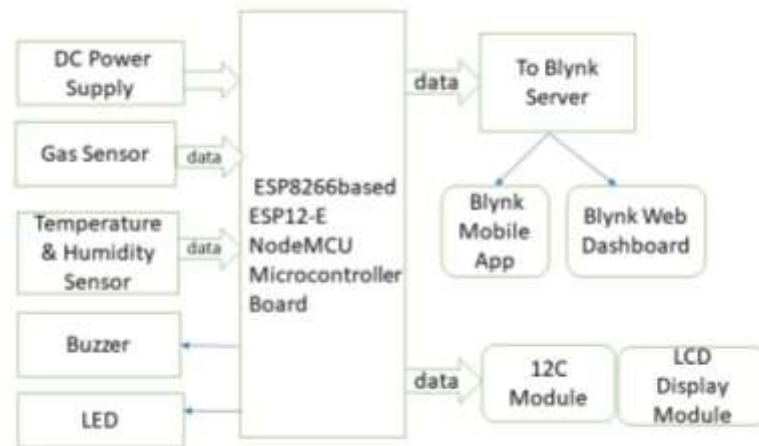 DC Power
Supply
Gas Sensor
data
Temperature
& Humidity
Sensor
data
Buzzer
LED
ESP8266based
ESP12-E
NodeMCU
Microcontroller
Board
data
To Blynk
Server
Blynk
Mobile
App
Blynk Web
Dashboard
data
12C
Module
LCD
Display
Module